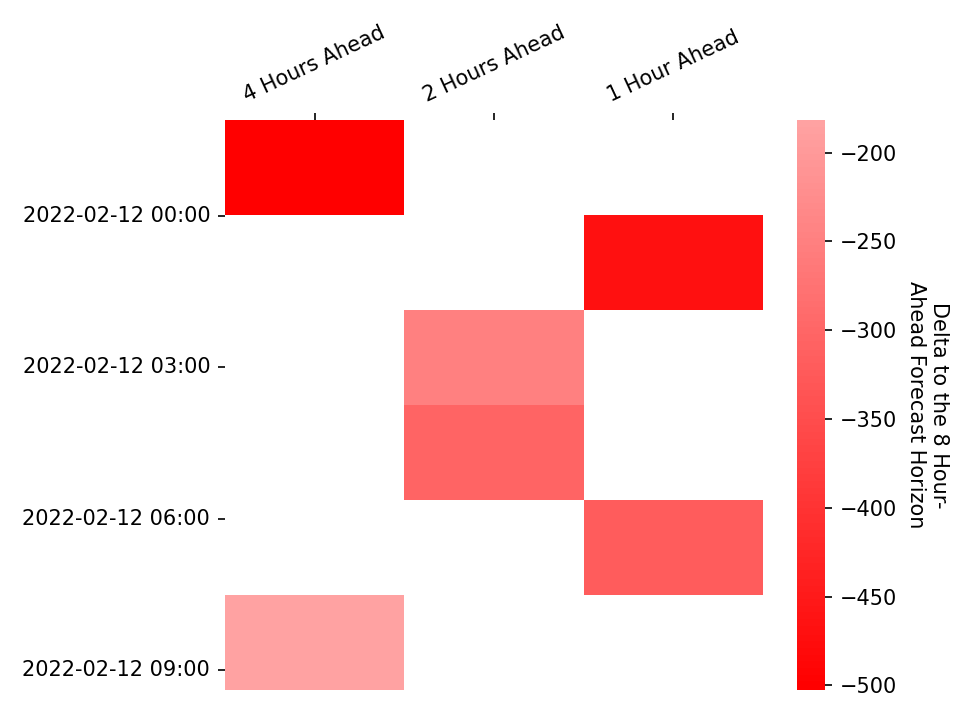 4 Hours Ahead
2 Hours Ahead
1 Hour Ahead
2022-02-12 00:00
2022-02-12 03:00
2022-02-12 06:00
2022-02-12 09:00
−200
−250
−300
−350
−400
−450
−500
Delta to the 8 Hour-
Ahead Forecast Horizon